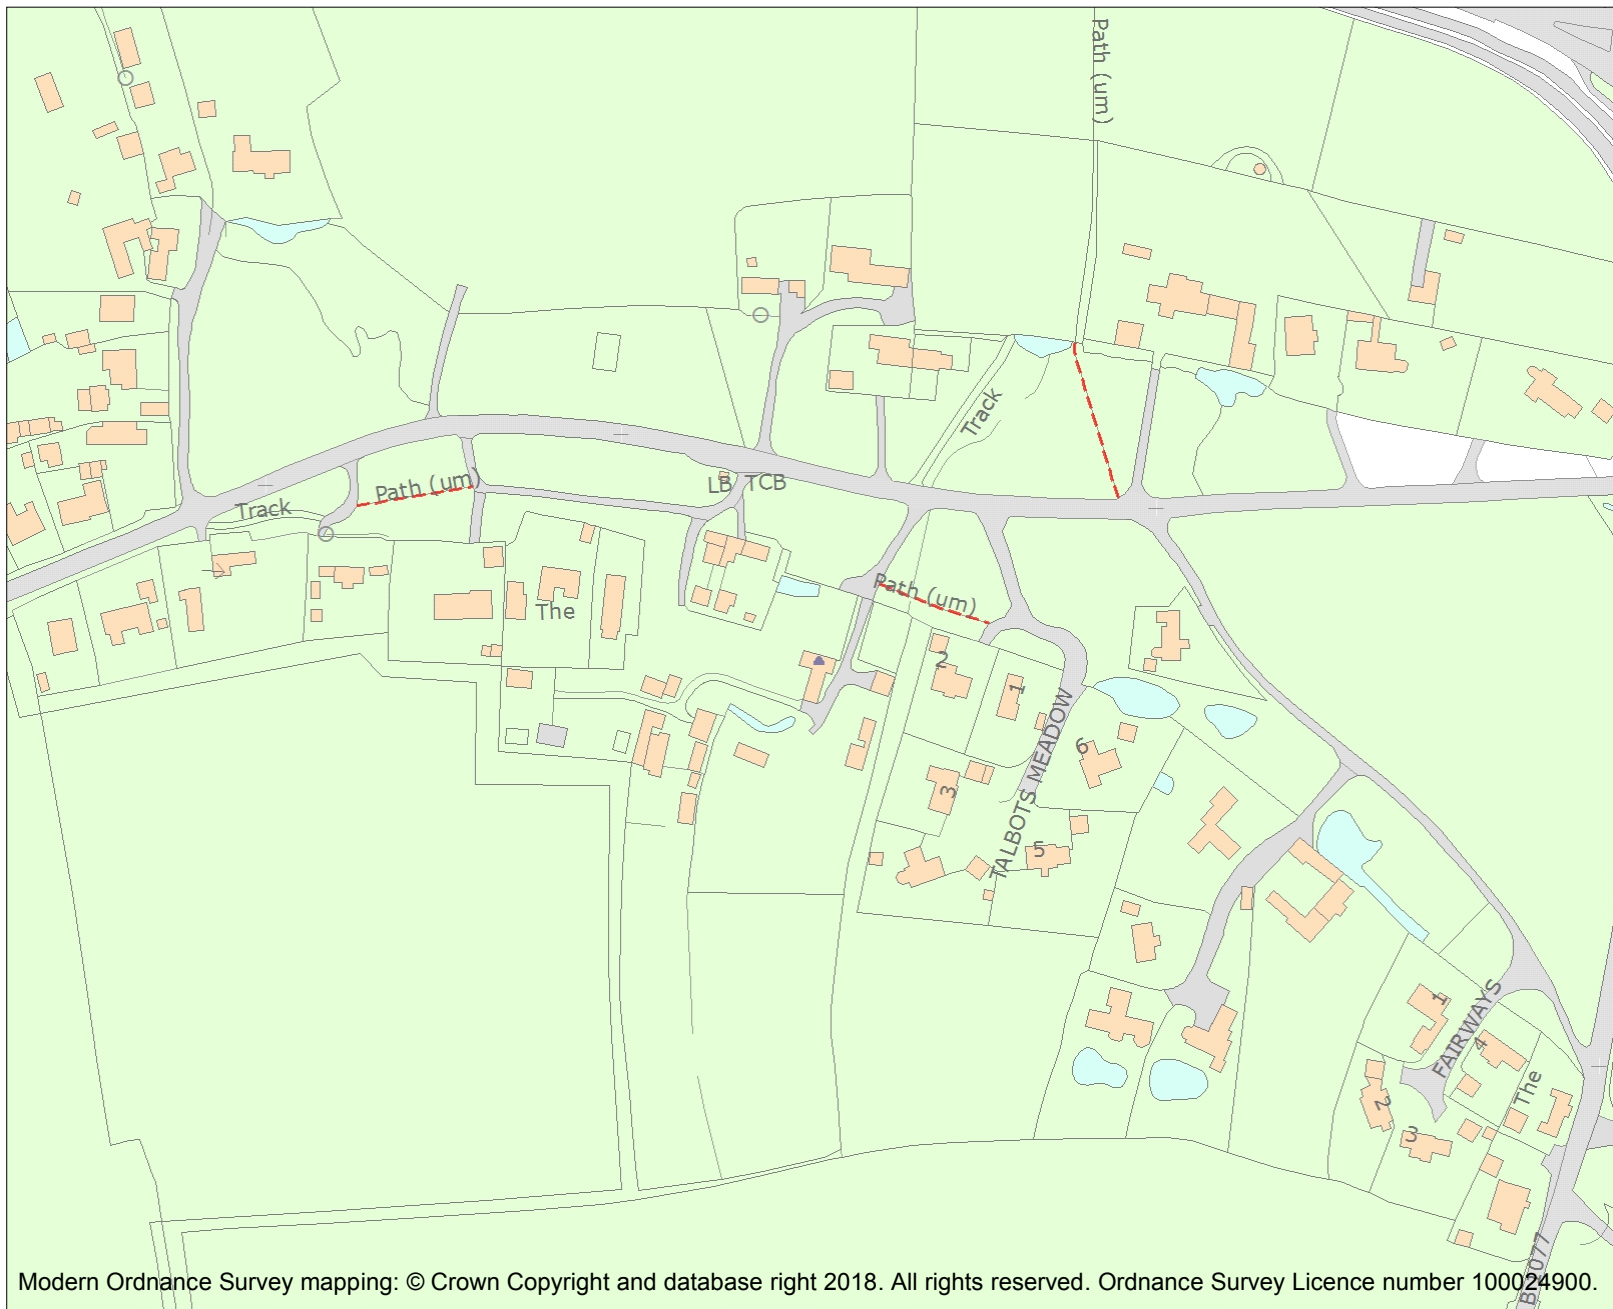 Path (um)
Track
LB TCB
Path (um)
Track
Path (um)
The
2
1
TALBOTS MEADOW
6
3
5
FAIRWAYS
1
4
The
2
3
Modern Ordnance Survey mapping: © Crown Copyright and database right 2018. All rights reserved. Ordnance Survey Licence number 100024900.